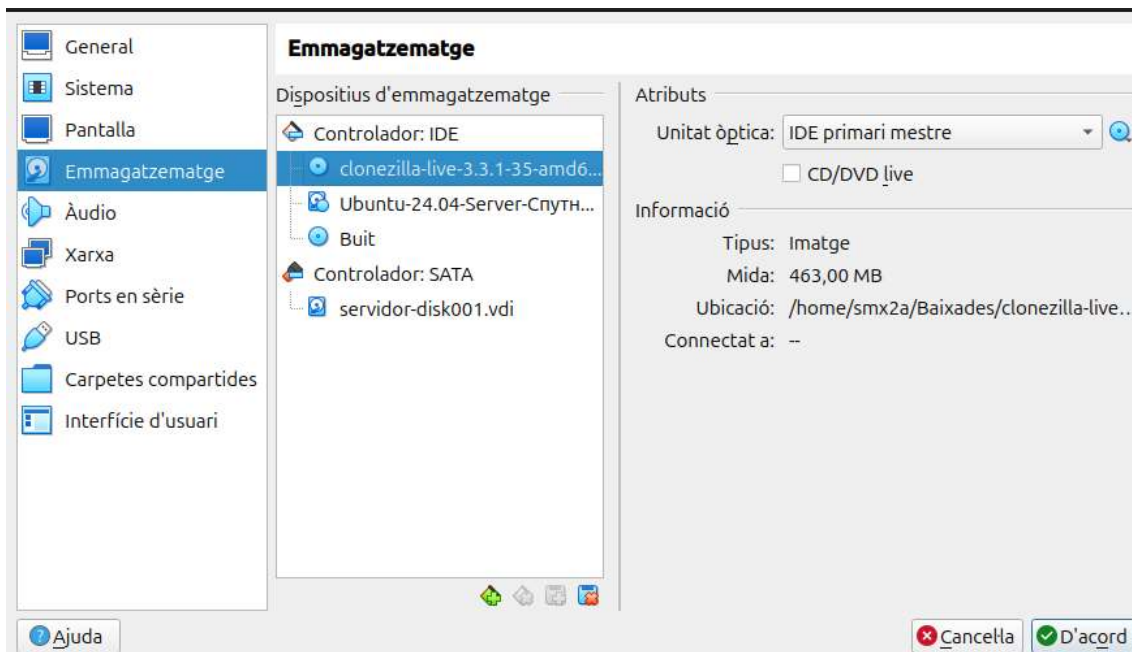 General
Sistema
Pantalla
Emmagatzematge
Àudio
Xarxa
Ports en sèrie
USB
Carpetes compartides
Interfície d'usuari
Emmagatzematge
Dispositius d'emmagatzematge
Controlador: IDE
clonezilla-live-3.3.1-35-amd6...
Ubuntu-24.04-Server-Спутн...
Buit
Controlador: SATA
servidor-disk001.vdi
Atributs
Unitat òptica: IDE primari mestre
CD/DVD live
Informació
Tipus: Imatge
Mida: 463,00 MB
Ubicació: /home/smx2a/Baixades/clonezilla-live...
Connectat a: --
Ajuda
Cancel·la
D'acord